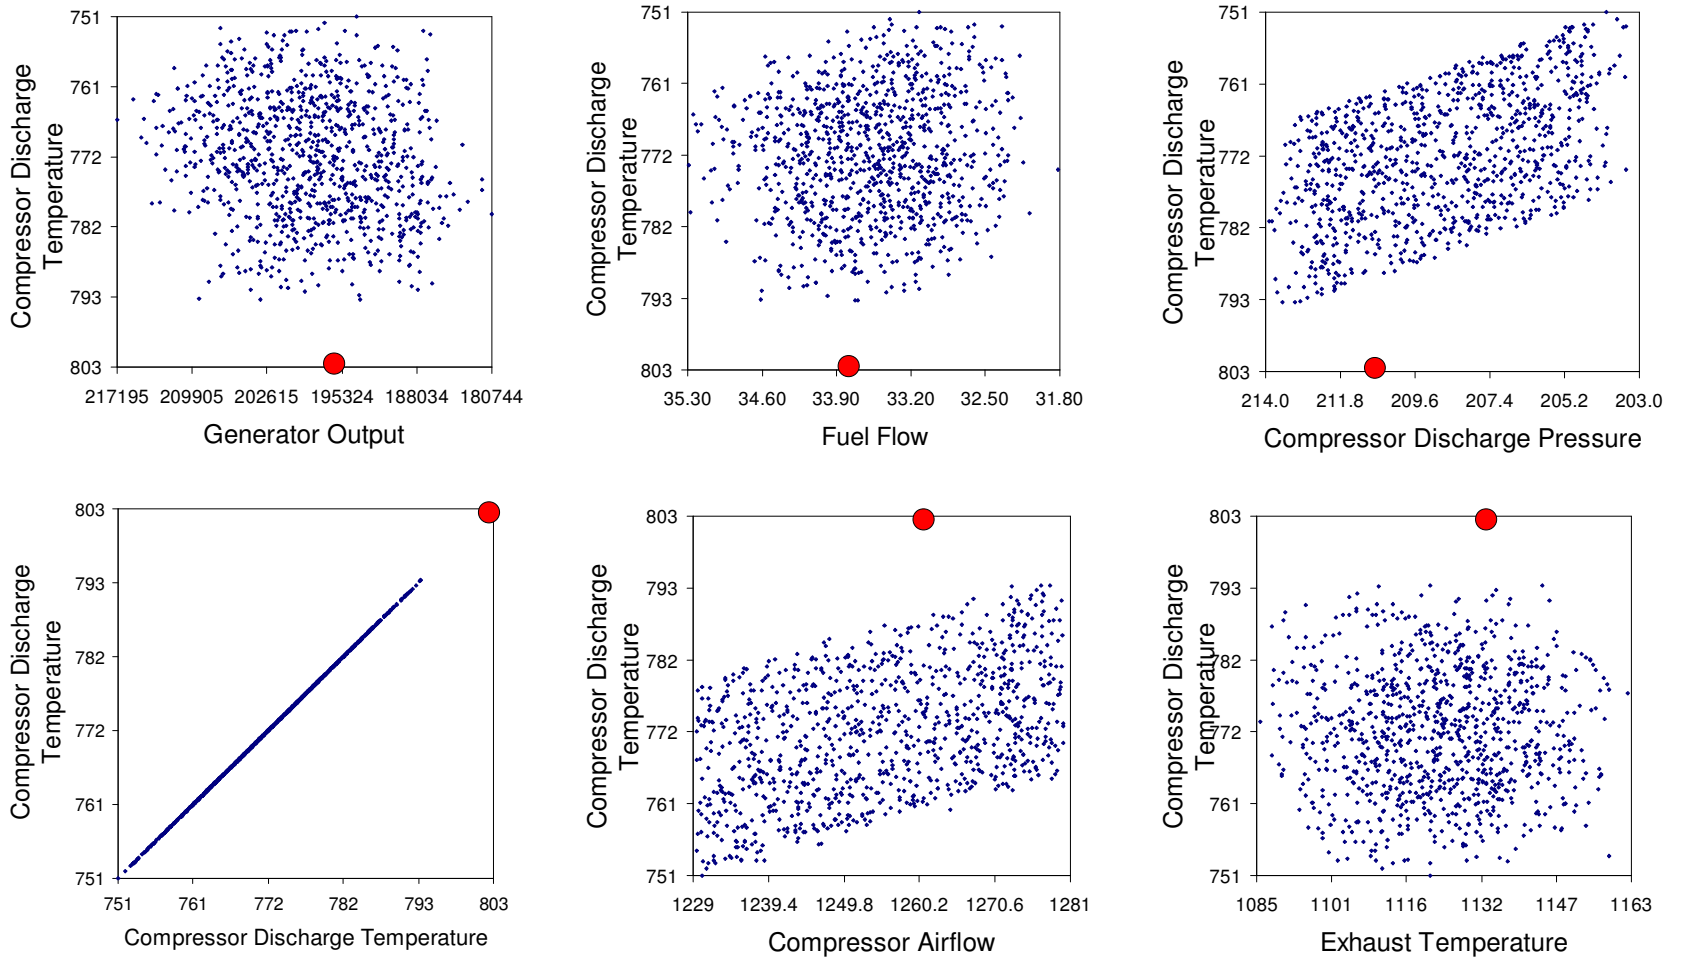 751
761
772
782
793
803
Compressor Discharge
Temperature
217195 209905 202615 195324 188034 180744
Generator Output
751
761
772
782
793
803
Compressor Discharge
Temperature
35.30 34.60 33.90 33.20 32.50 31.80
Fuel Flow
751
761
772
782
793
803
Compressor Discharge
Temperature
214.0 211.8 209.6 207.4 205.2 203.0
Compressor Discharge Pressure
803
793
782
772
761
751
Compressor Discharge
Temperature
751 761 772 782 793 803
Compressor Discharge Temperature
803
793
782
772
761
751
Compressor Discharge
Temperature
1229 1239.4 1249.8 1260.2 1270.6 1281
Compressor Airflow
803
793
782
772
761
751
Compressor Discharge
Temperature
1085 1101 1116 1132 1147 1163
Exhaust Temperature